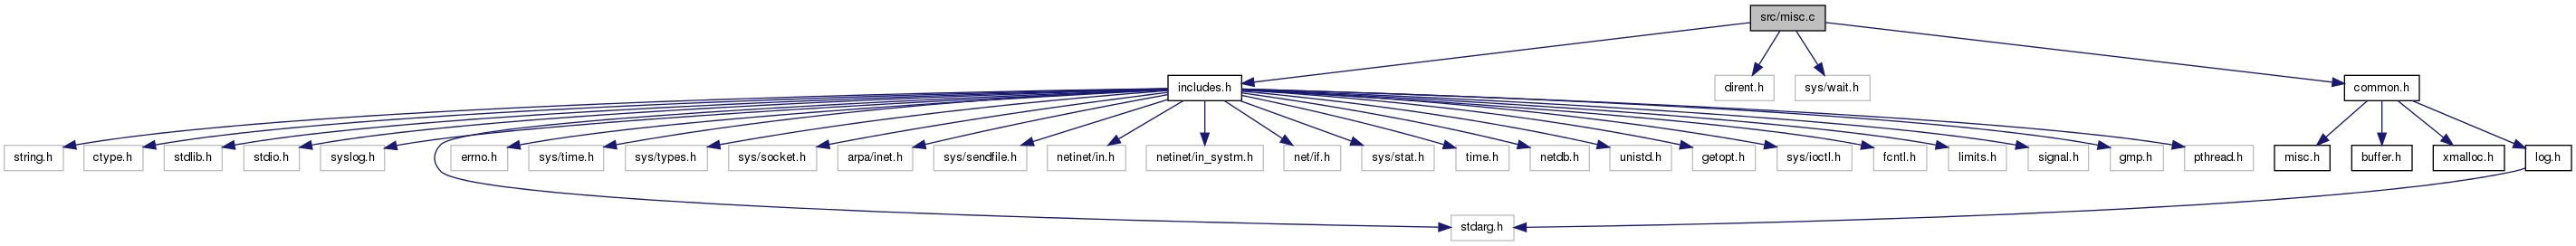 src/misc.c
includes.h
dirent.h
sys/wait.h
common.h
string.h
ctype.h
stdlib.h
stdio.h
syslog.h
errno.h
sys/time.h
sys/types.h
sys/socket.h
arpa/inet.h
sys/sendfile.h
netinet/in.h
netinet/in_systm.h
net/if.h
sys/stat.h
time.h
netdb.h
unistd.h
getopt.h
sys/ioctl.h
fcntl.h
limits.h
signal.h
gmp.h
pthread.h
misc.h
buffer.h
xmalloc.h
log.h
stdarg.h